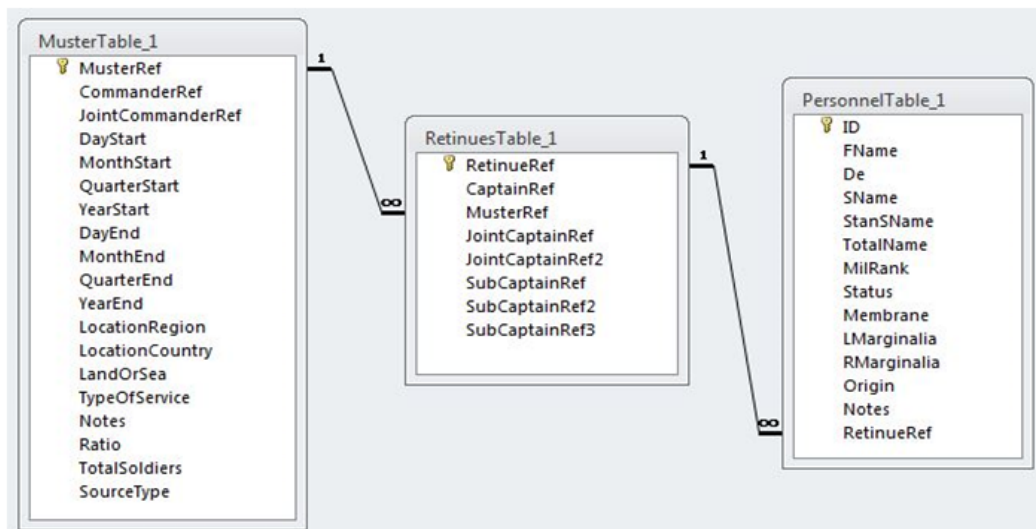 MusterTable_1
MusterRef
CommanderRef
JointCommanderRef
DayStart
MonthStart
QuarterStart
YearStart
DayEnd
MonthEnd
QuarterEnd
YearEnd
LocationRegion
LocationCountry
LandOrSea
TypeOfService
Notes
Ratio
TotalSoldiers
SourceType
1
∞
RetinuesTable_1
RetinueRef
CaptainRef
MusterRef
JointCaptainRef
JointCaptainRef2
SubCaptainRef
SubCaptainRef2
SubCaptainRef3
1
∞
PersonnelTable_1
ID
FName
De
SName
StanSName
TotalName
MilRank
Status
Membrane
LMarginalia
RMarginalia
Origin
Notes
RetinueRef